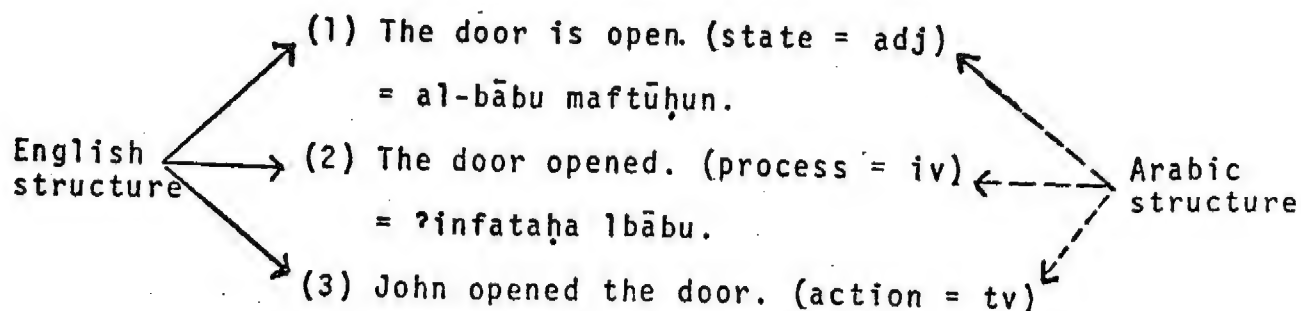 (1) The door is open. (state = adj)
= al-bābu maftūḥun.
English structure
(2) The door opened. (process = iv)
Arabic structure
= ʔinfataḥa lbābu.
(3) John opened the door. (action = tv)